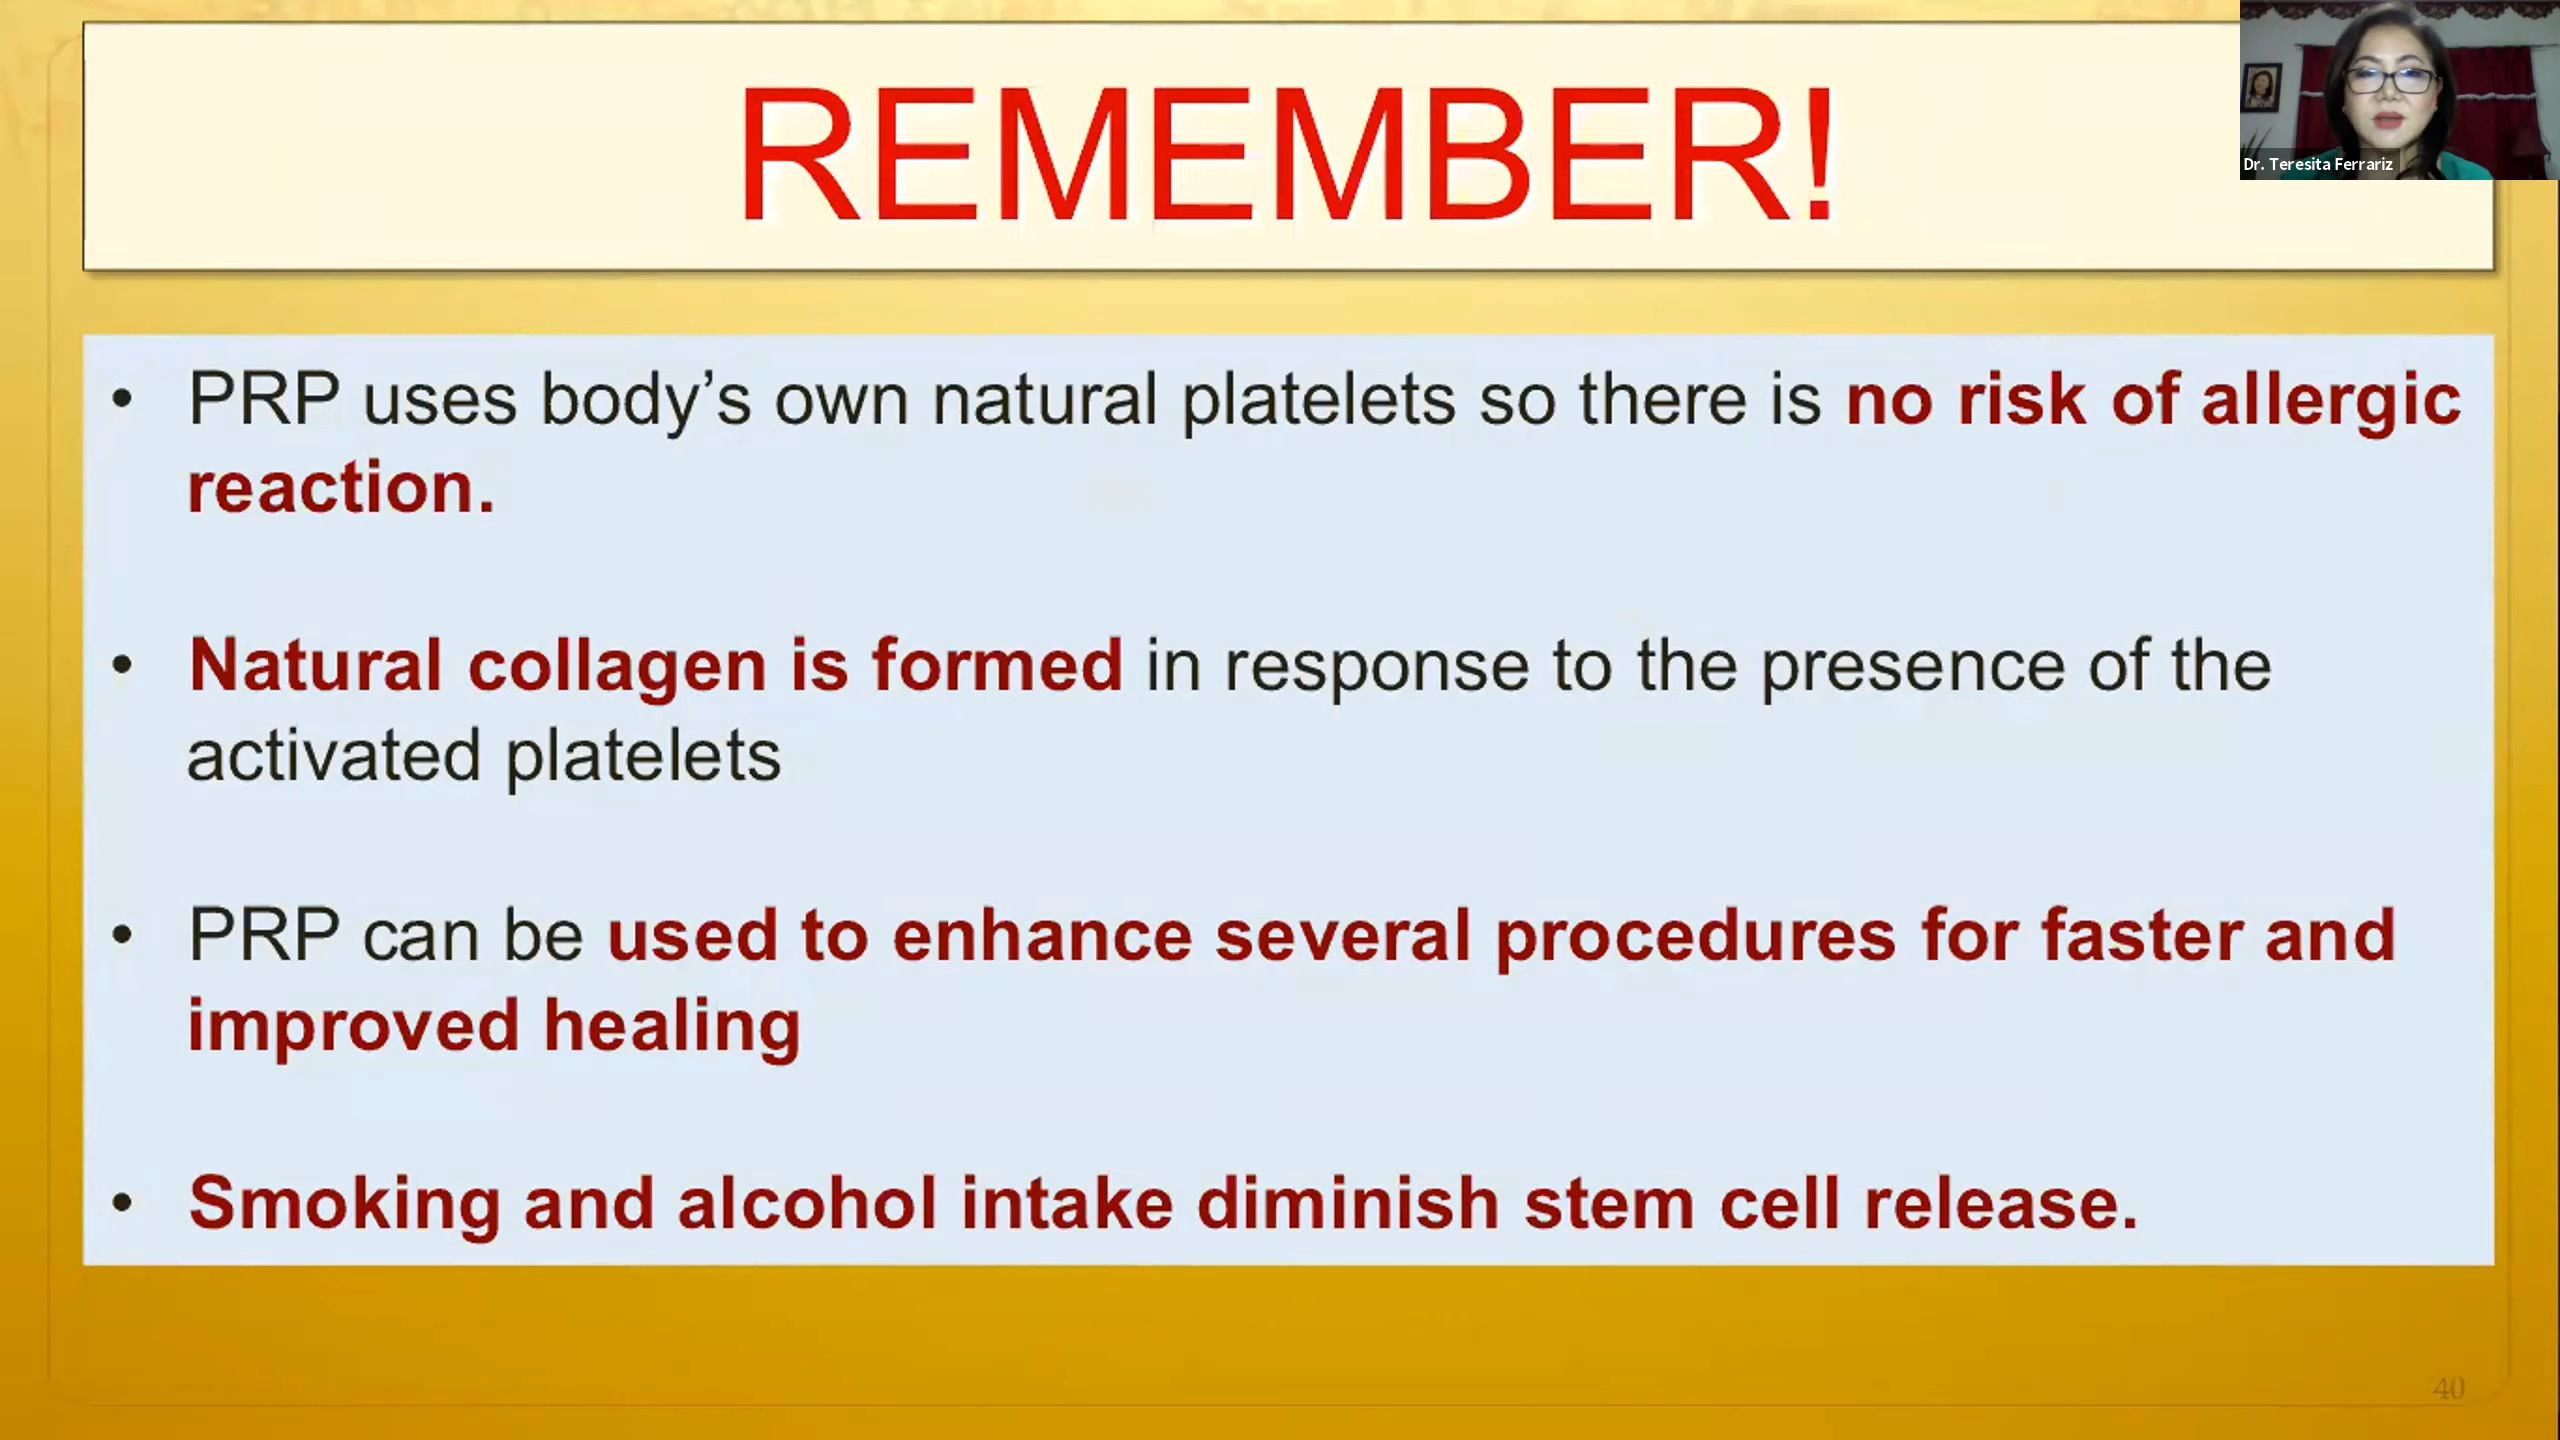 REMEMBER!
Dr. Teresita Ferrariz
• PRP uses body’s own natural platelets so there is no risk of allergic
reaction.
• Natural collagen is formed in response to the presence of the
activated platelets
• PRP can be used to enhance several procedures for faster and
improved healing
• Smoking and alcohol intake diminish stem cell release.
40